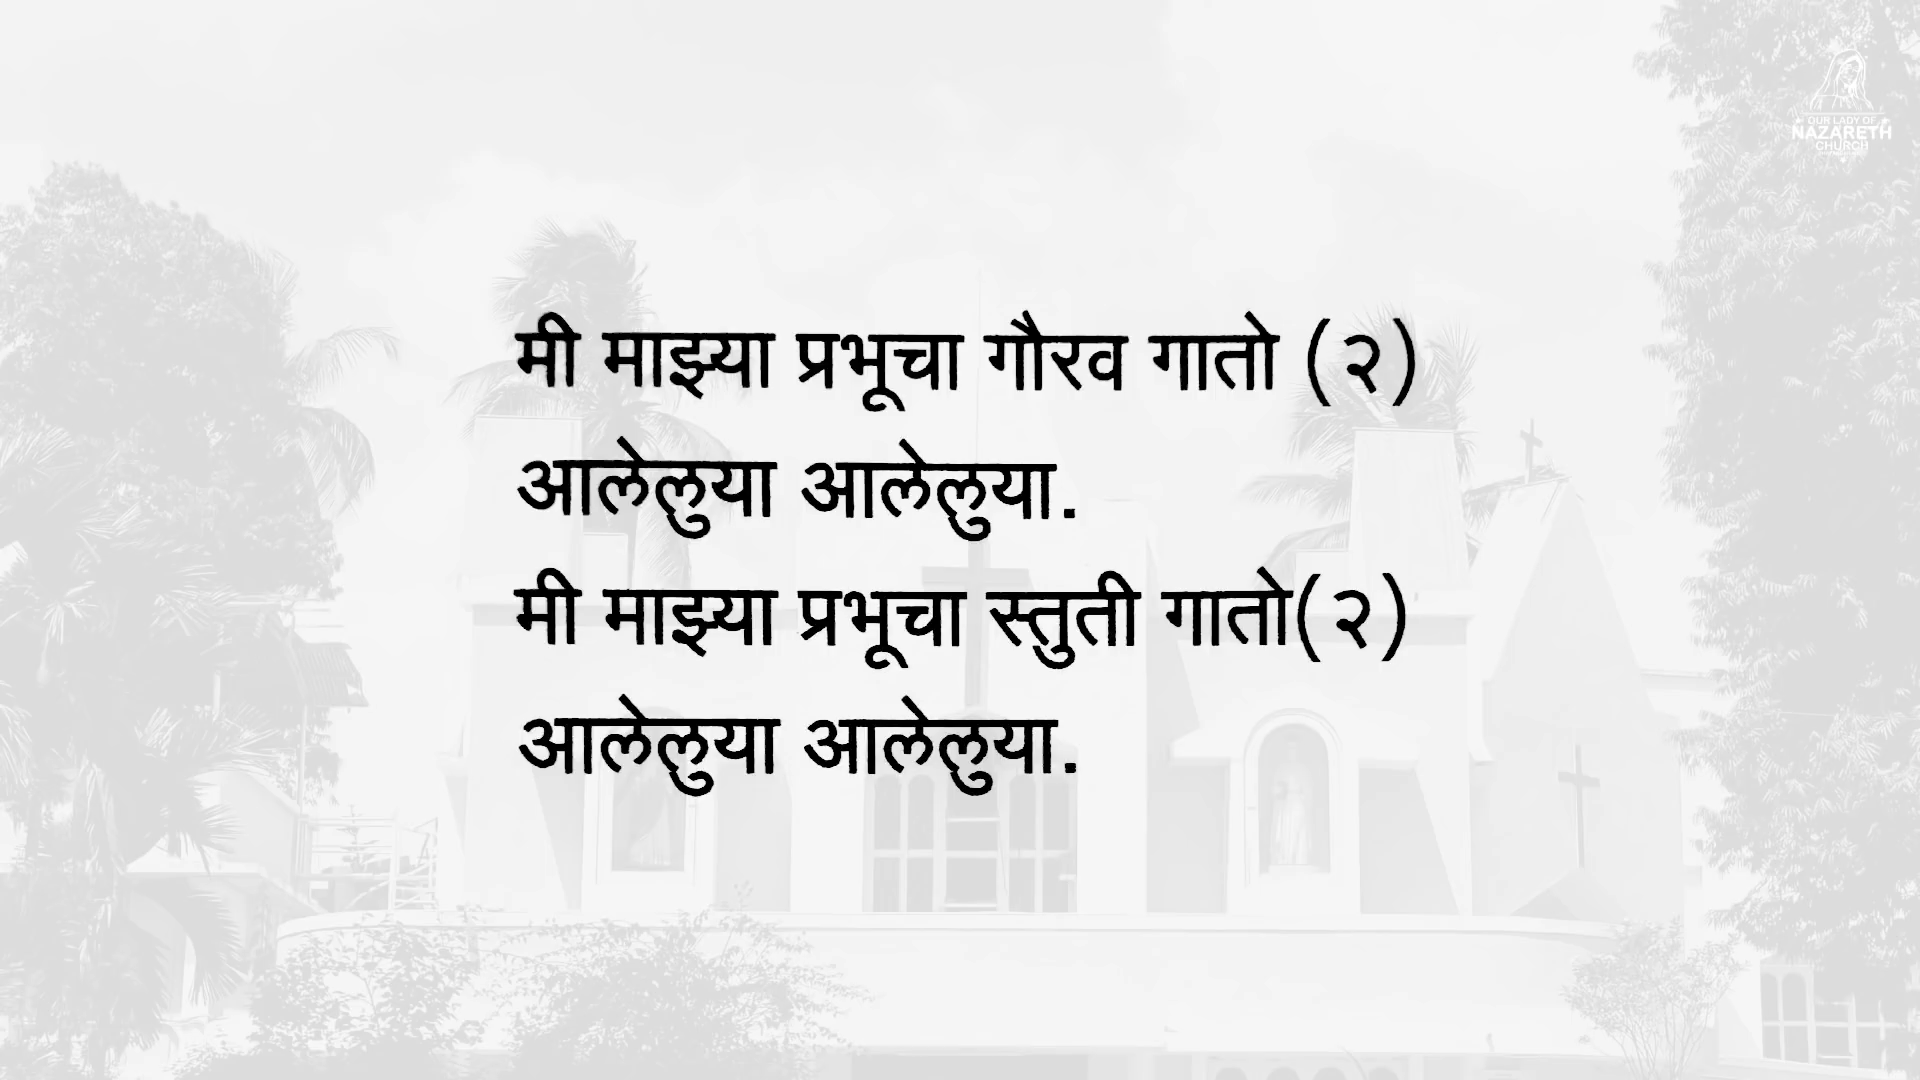 मी माझ्या प्रभूचा गौरव गातो (२)
आलेलुया आलेलुया.
मी माझ्या प्रभूचा स्तुती गातो(२)
आलेलुया आलेलुया.
OUR LADY OF
NAZARETH
CHURCH